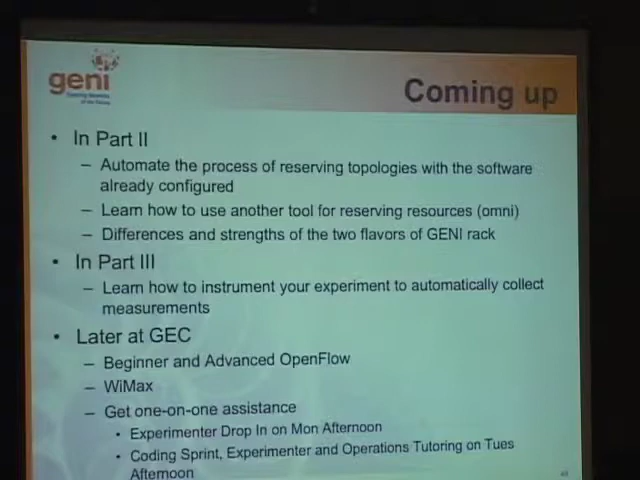 geni
Coming up
• In Part II
– Automate the process of reserving topologies with the software
already configured
– Learn how to use another tool for reserving resources (omni)
– Differences and strengths of the two flavors of GENI rack
• In Part III
– Learn how to instrument your experiment to automatically collect
measurements
• Later at GEC
– Beginner and Advanced OpenFlow
– WiMax
– Get one-on-one assistance
• Experimenter Drop In on Mon Afternoon
• Coding Sprint, Experimenter and Operations Tutoring on Tues
Afternoon